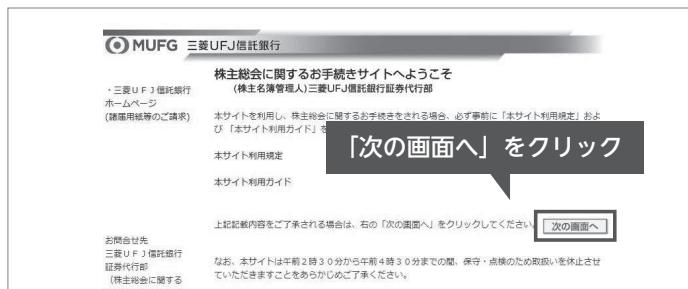 MUFG 三菱UFJ信託銀行
株主総会に関するお手続きサイトへようこそ
(株主名簿管理人)三菱UFJ信託銀行証券代行部
・三菱UFJ信託銀行
ホームページ
(諸届用紙等のご請求)
本サイトを利用し、株主総会に関するお手続きをされる場合、必ず事前に「本サイト利用規定」およ
び「本サイト利用ガイド」を
「次の画面へ」をクリック
本サイト利用規定
本サイト利用ガイド
上記記載内容をご了承される場合は、右の「次の画面へ」をクリックしてください。
次の画面へ
お問合せ先
三菱UFJ信託銀行
証券代行部
(株主総会に関する
なお、本サイトは午前2時30分から午前4時30分までの間、保守・点検のため取扱いを休止させ
ていただきますことをあらかじめご了承ください。